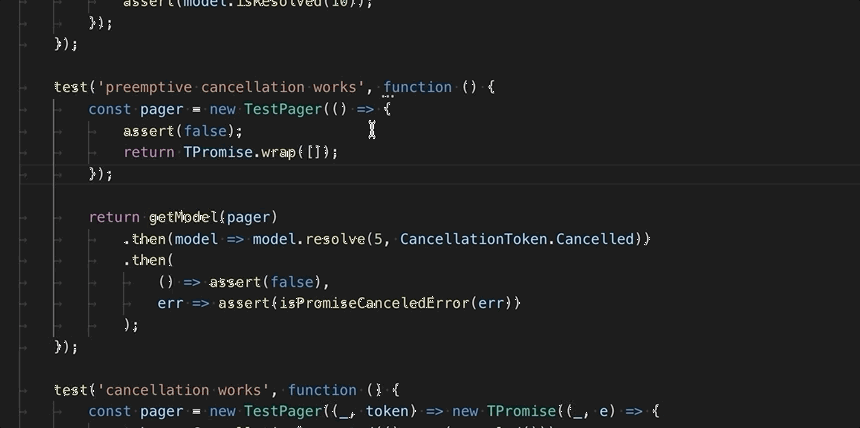 assert(model.isResolved(10));
});
});
test('preemptive cancellation works', function () {
const pager = new TestPager(() => {
assert(false);
return TPromise.wrap([]);
});
return getModel(pager)
.then(model => model.resolve(5, CancellationToken.Cancelled))
.then(
() => assert(false),
err => assert(isPromiseCanceledError(err))
);
});
test('cancellation works', function () {
const pager = new TestPager((_, token) => new TPromise((_, e) => {